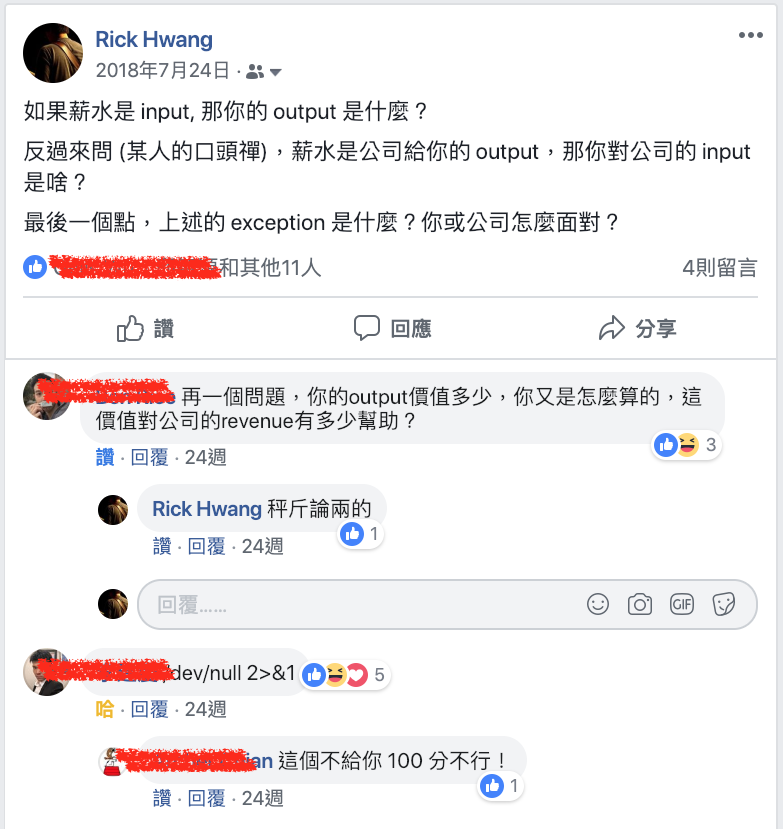 Rick Hwang
2018年7月24日 ·
如果薪水是 input, 那你的 output 是什麼？
反過來問 (某人的口頭禪)，薪水是公司給你的 output，那你對公司的 input
是啥？
最後一個點，上述的 exception 是什麼？你或公司怎麼面對？
和其他11人
4則留言
讚
回應
分享
再一個問題，你的output價值多少，你又是怎麼算的，這
價值對公司的revenue有多少幫助？
3
讚 · 回覆 · 24週
Rick Hwang 秤斤論兩的
1
讚 · 回覆 · 24週
回覆......
GIF
/dev/null 2>&1
5
哈 · 回覆 · 24週
這個不給你 100 分不行！
1
讚 · 回覆 · 24週